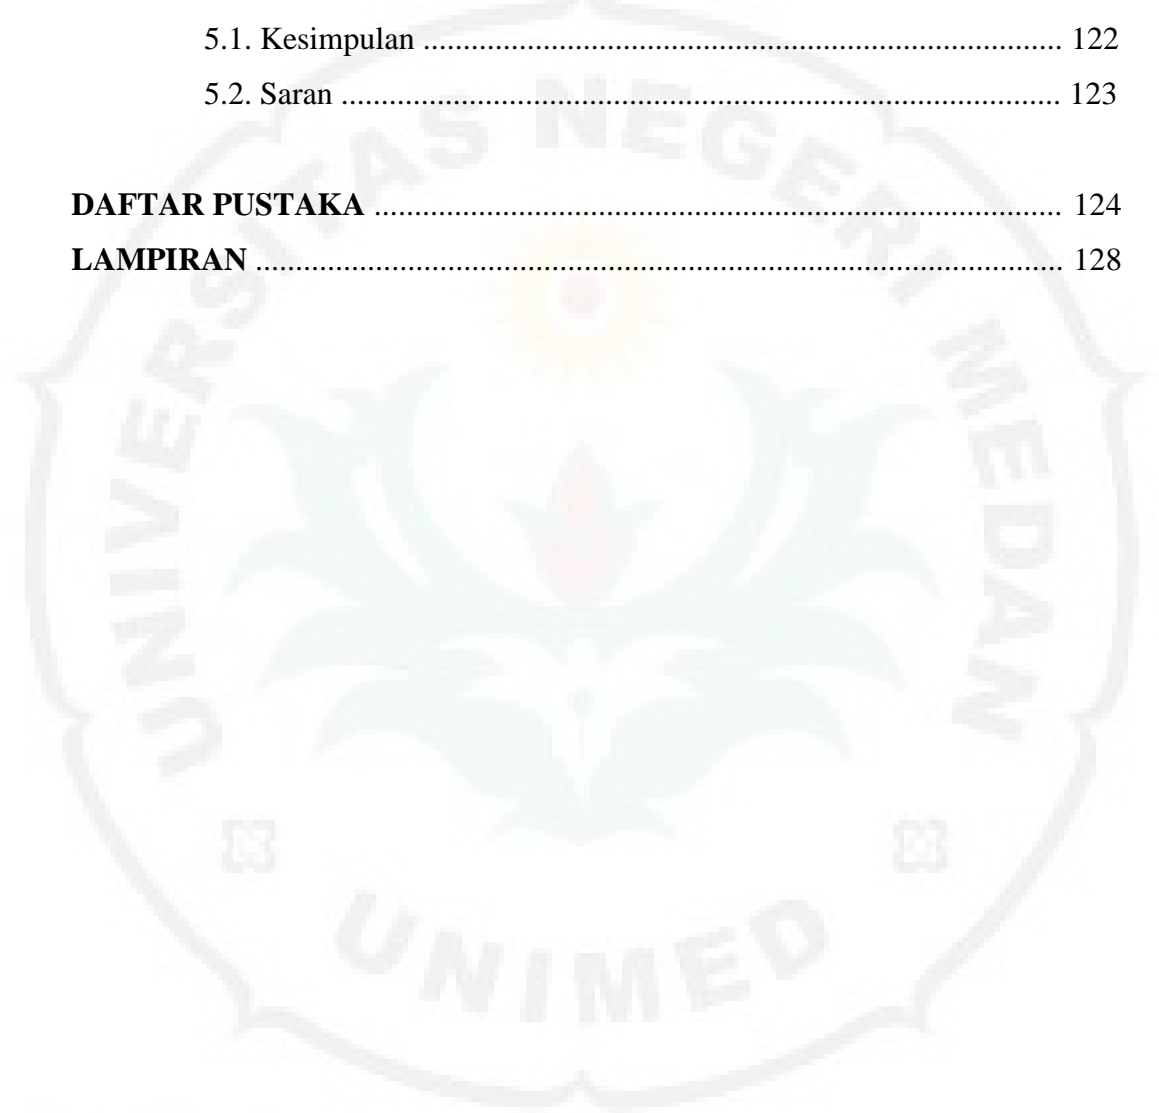 5.1. Kesimpulan ............................................................................... 122
5.2. Saran ......................................................................................... 123
DAFTAR PUSTAKA ..................................................................................... 124
LAMPIRAN .................................................................................................... 128
UNIVERSITAS NEGERI MEDAN
UNIMED